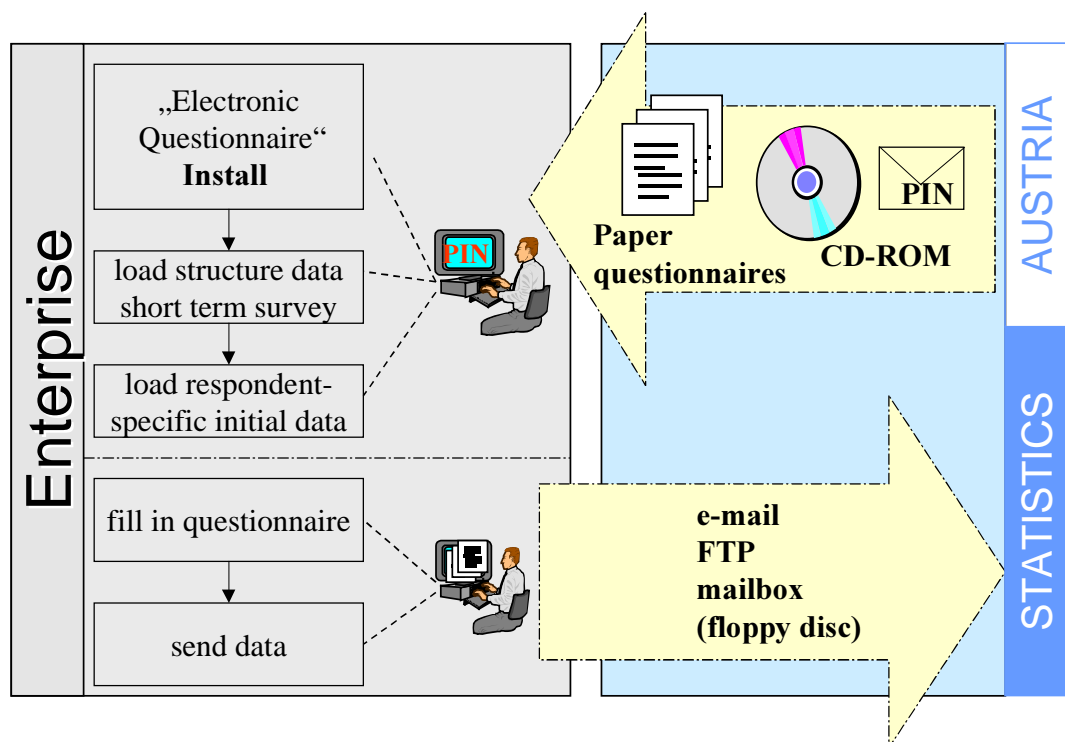 Enterprise
„Electronic
Questionnaire“
Install
load structure data
short term survey
load respondent-
specific initial data
fill in questionnaire
send data
PIN
Paper
questionnaires
CD-ROM
PIN
e-mail
FTP
mailbox
(floppy disc)
STATISTICS AUSTRIA